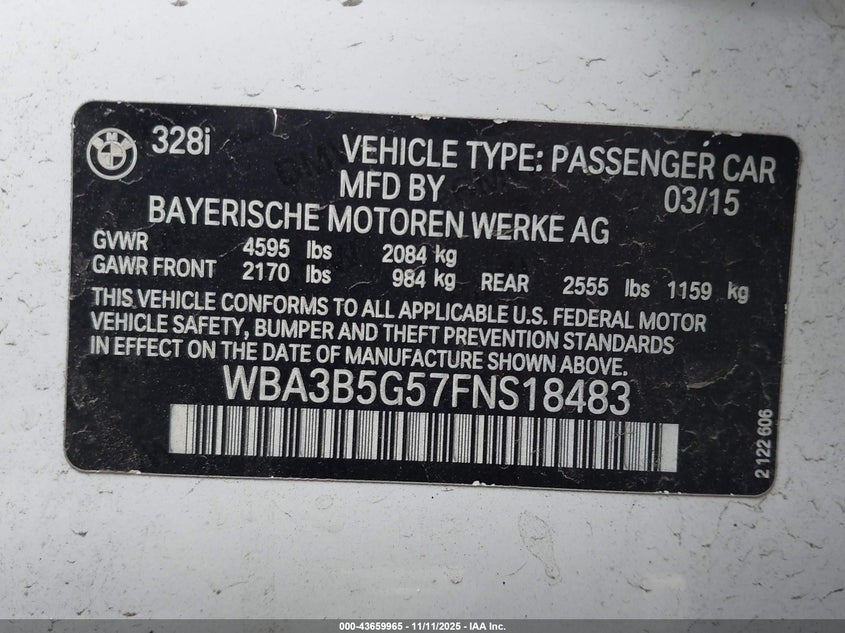 BMW
328i
VEHICLE TYPE: PASSENGER CAR
MFD BY 03/15
BAYERISCHE MOTOREN WERKE AG
GVWR 4595 lbs 2084 kg
GAWR FRONT 2170 lbs 984 kg REAR 2555 lbs 1159 kg
THIS VEHICLE CONFORMS TO ALL APPLICABLE U.S. FEDERAL MOTOR
VEHICLE SAFETY, BUMPER AND THEFT PREVENTION STANDARDS
IN EFFECT ON THE DATE OF MANUFACTURE SHOWN ABOVE.
WBA3B5G57FNS18483
2 122 606
000-43659965 - 11/11/2025 - IAA Inc.